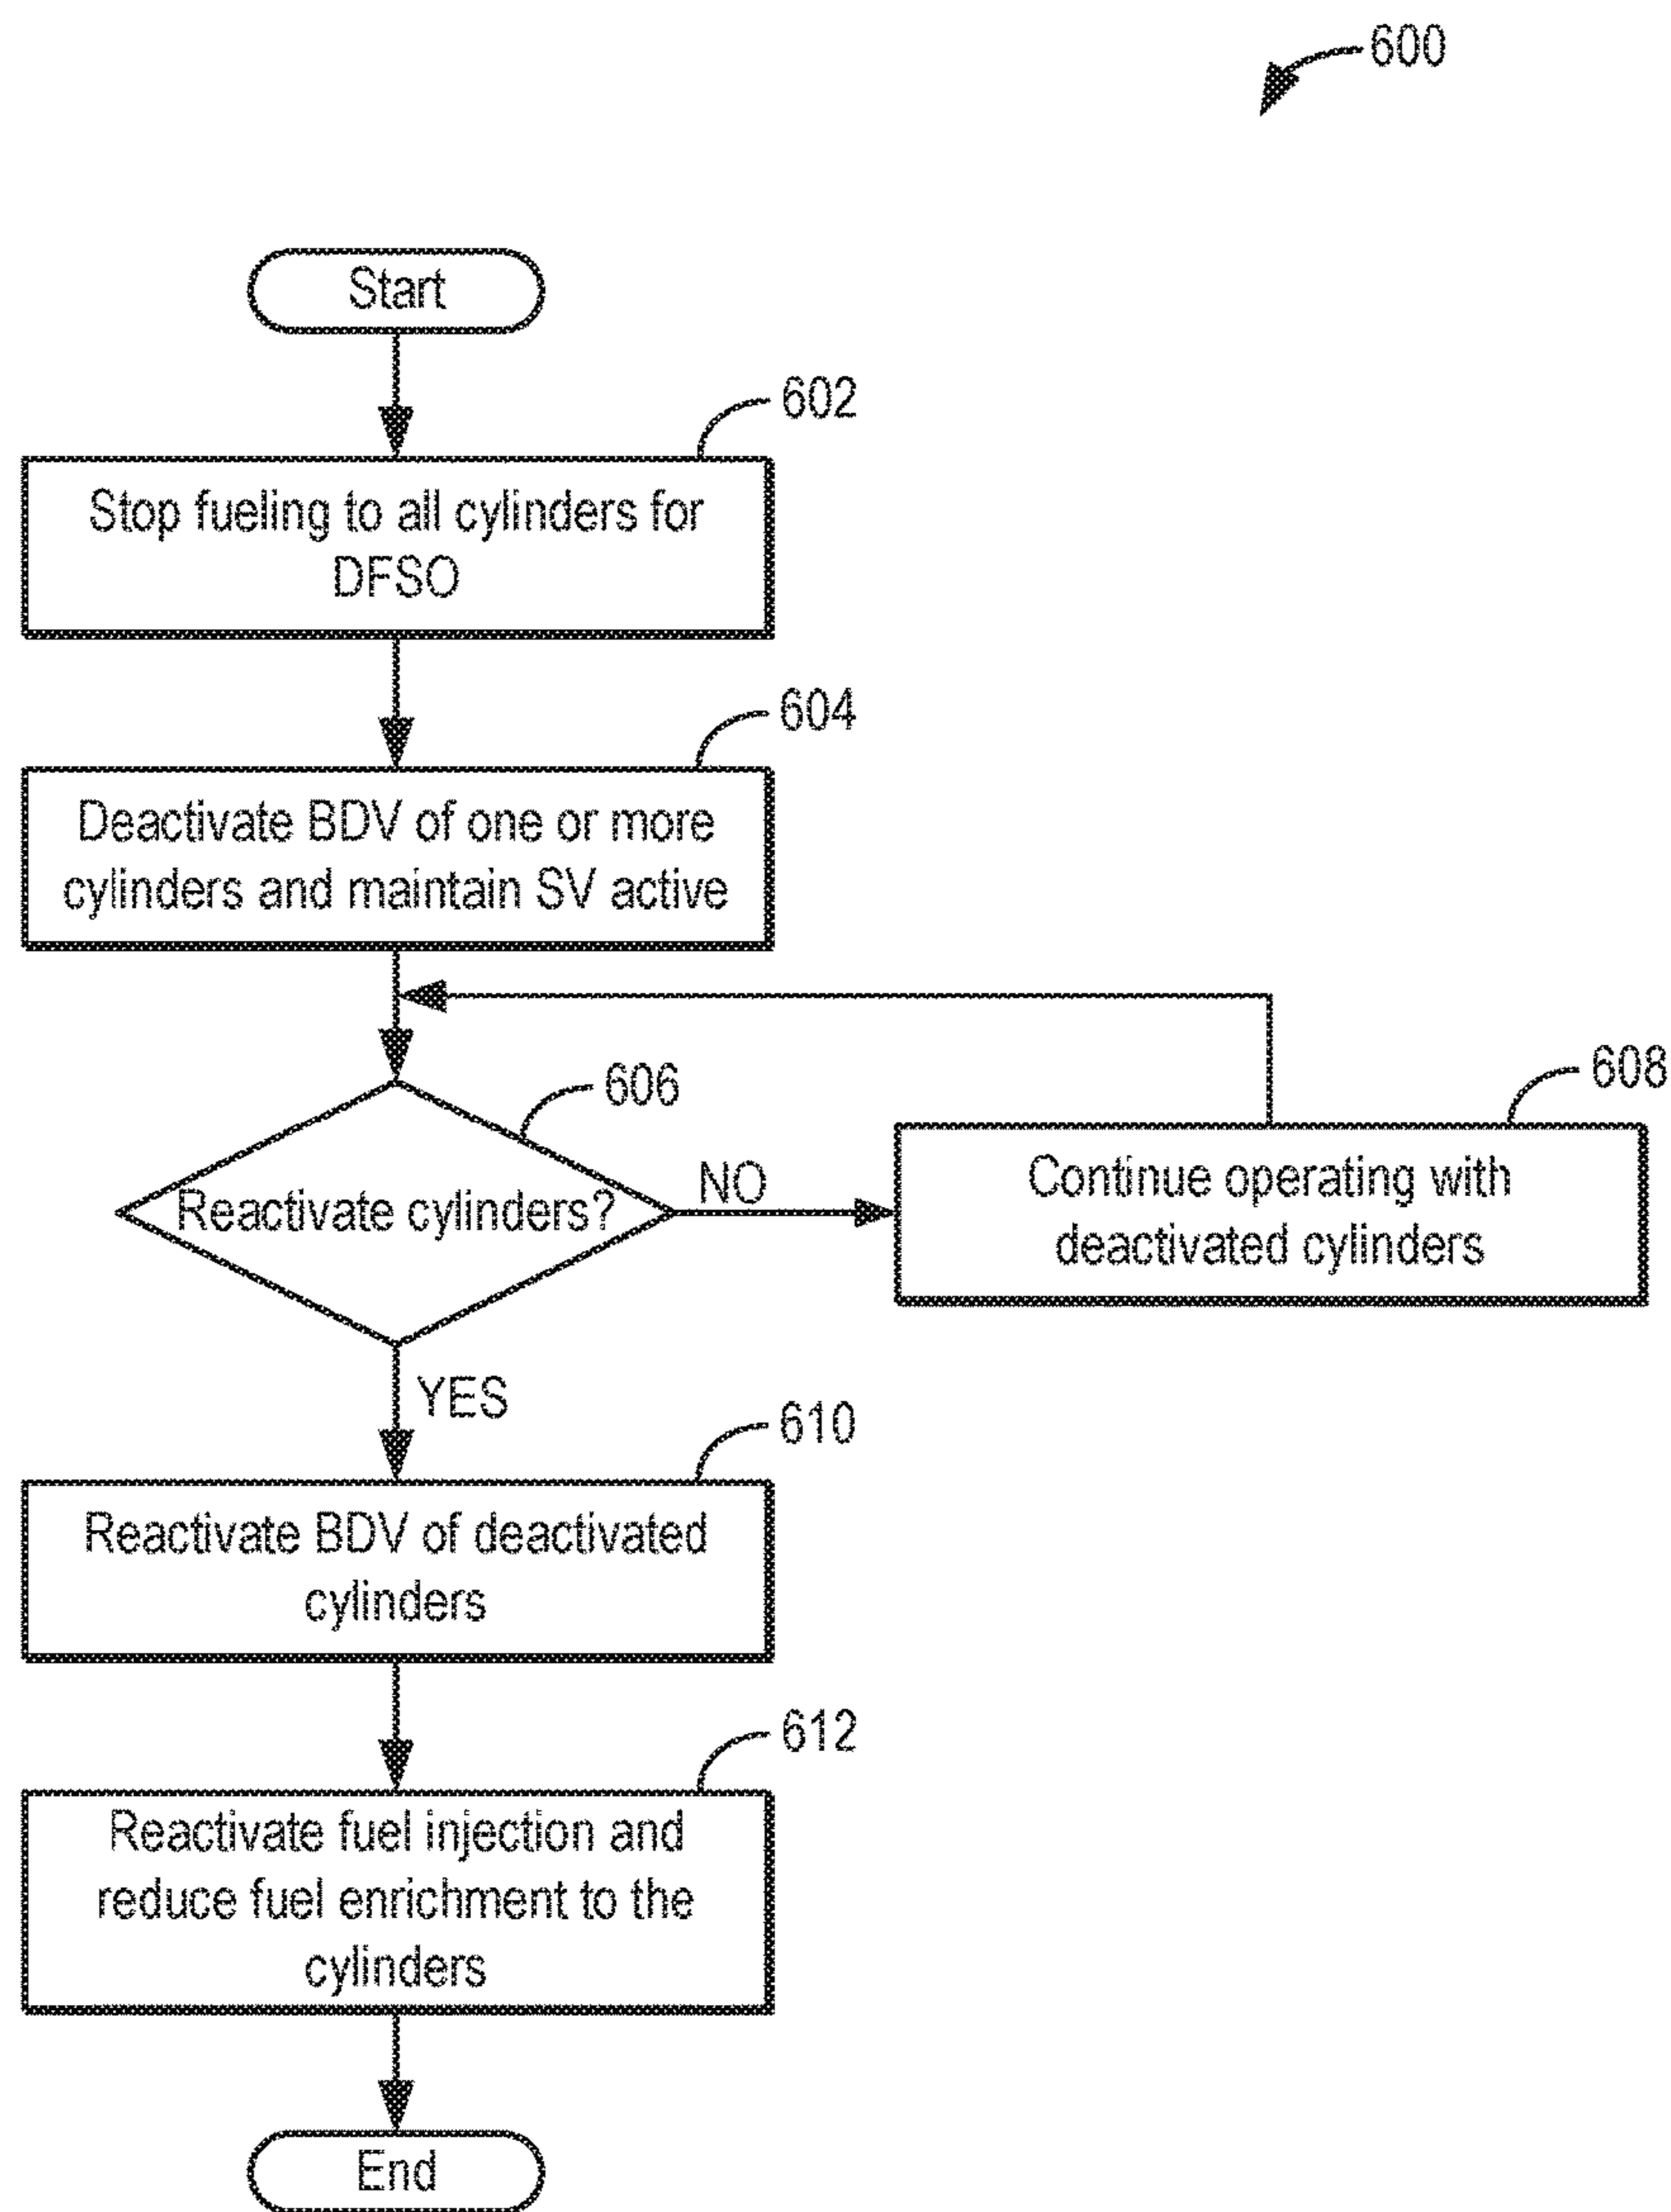 600
Start
602
Stop fueling to all cylinders for
DFSO
604
Deactivate BDV of one or more
cylinders and maintain SV active
606
608
Reactivate cylinders?
NO
Continue operating with
deactivated cylinders
YES
610
Reactivate BDV of deactivated
cylinders
612
Reactivate fuel injection and
reduce fuel enrichment to the
cylinders
End